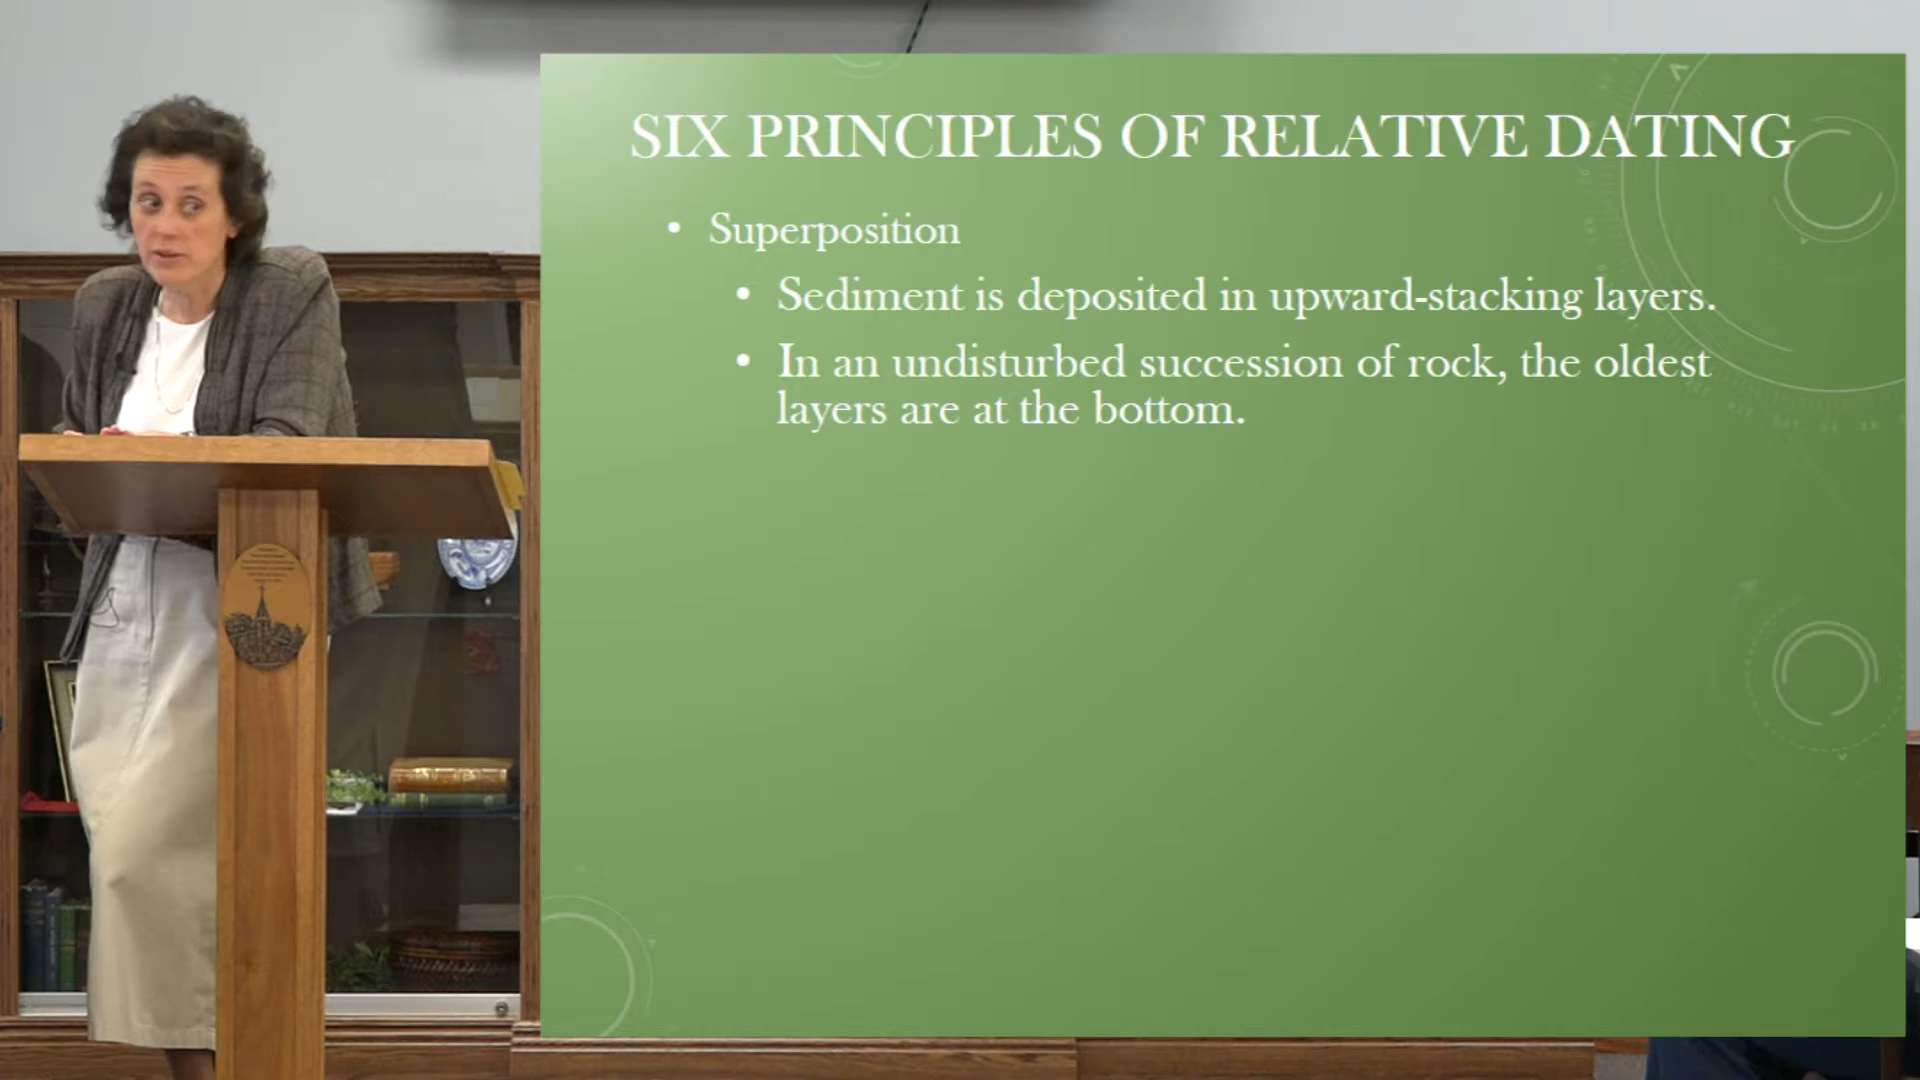 SIX PRINCIPLES OF RELATIVE DATING
• Superposition
• Sediment is deposited in upward-stacking layers.
• In an undisturbed succession of rock, the oldest
layers are at the bottom.